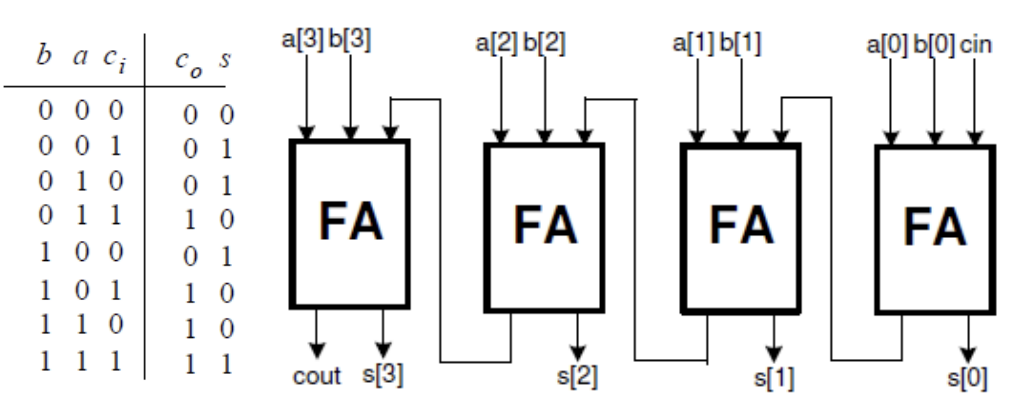 b a ci co s
0 0 0 0 0
0 0 1 0 1
0 1 0 0 1
0 1 1 1 0
1 0 0 0 1
1 0 1 1 0
1 1 0 1 0
1 1 1 1 1
a[3] b[3] a[2] b[2] a[1] b[1] a[0] b[0] cin
FA FA FA FA
cout s[3] s[2] s[1] s[0]